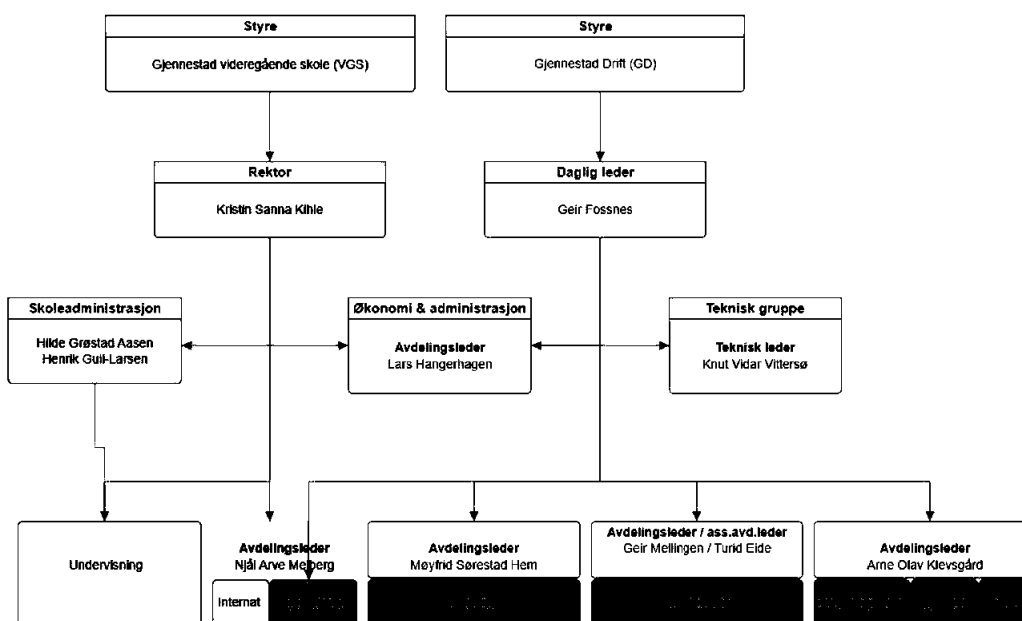 Styre
Gjennestad videregående skole (VGS)
Styre
Gjennestad Drift (GD)
Rektor
Kristin Sanna Kihle
Daglig leder
Geir Fossnes
Skoleadministrasjon
Hilde Grøstad Aasen
Henrik Gull-Larsen
Økonomi & administrasjon
Avdelingsleder
Lars Hangerhagen
Teknisk gruppe
Teknisk leder
Knut Vidar Vittersø
Undervisning
Avdelingsleder
Njål Arve Mejberg
Internat
Avdelingsleder
Møyfrid Sørestad Hem
Avdelingsleder / ass.avd.leder
Geir Mellingen / Turid Eide
Avdelingsleder
Arne Olav Klevsgård